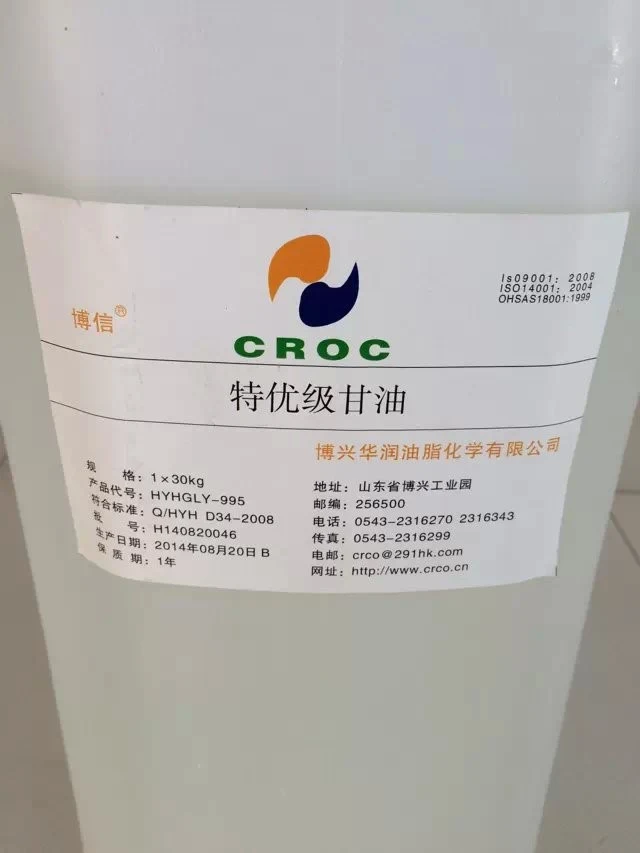 博信®
CROC
Is09001: 2008
ISO14001: 2004
OHSAS18001:1999
特优级甘油
博兴华润油脂化学有限公司
规 格: 1×30kg
产品代号: HYHGLY-995
符合标准: Q/HYH D34-2008
批 号: H140820046
生产日期: 2014年08月20日 B
保 质 期: 1年
地址: 山东省博兴工业园
邮编: 256500
电话: 0543-2316270 2316343
传真: 0543-2316299
电邮: crco@291hk.com
网址: http://www.crco.cn